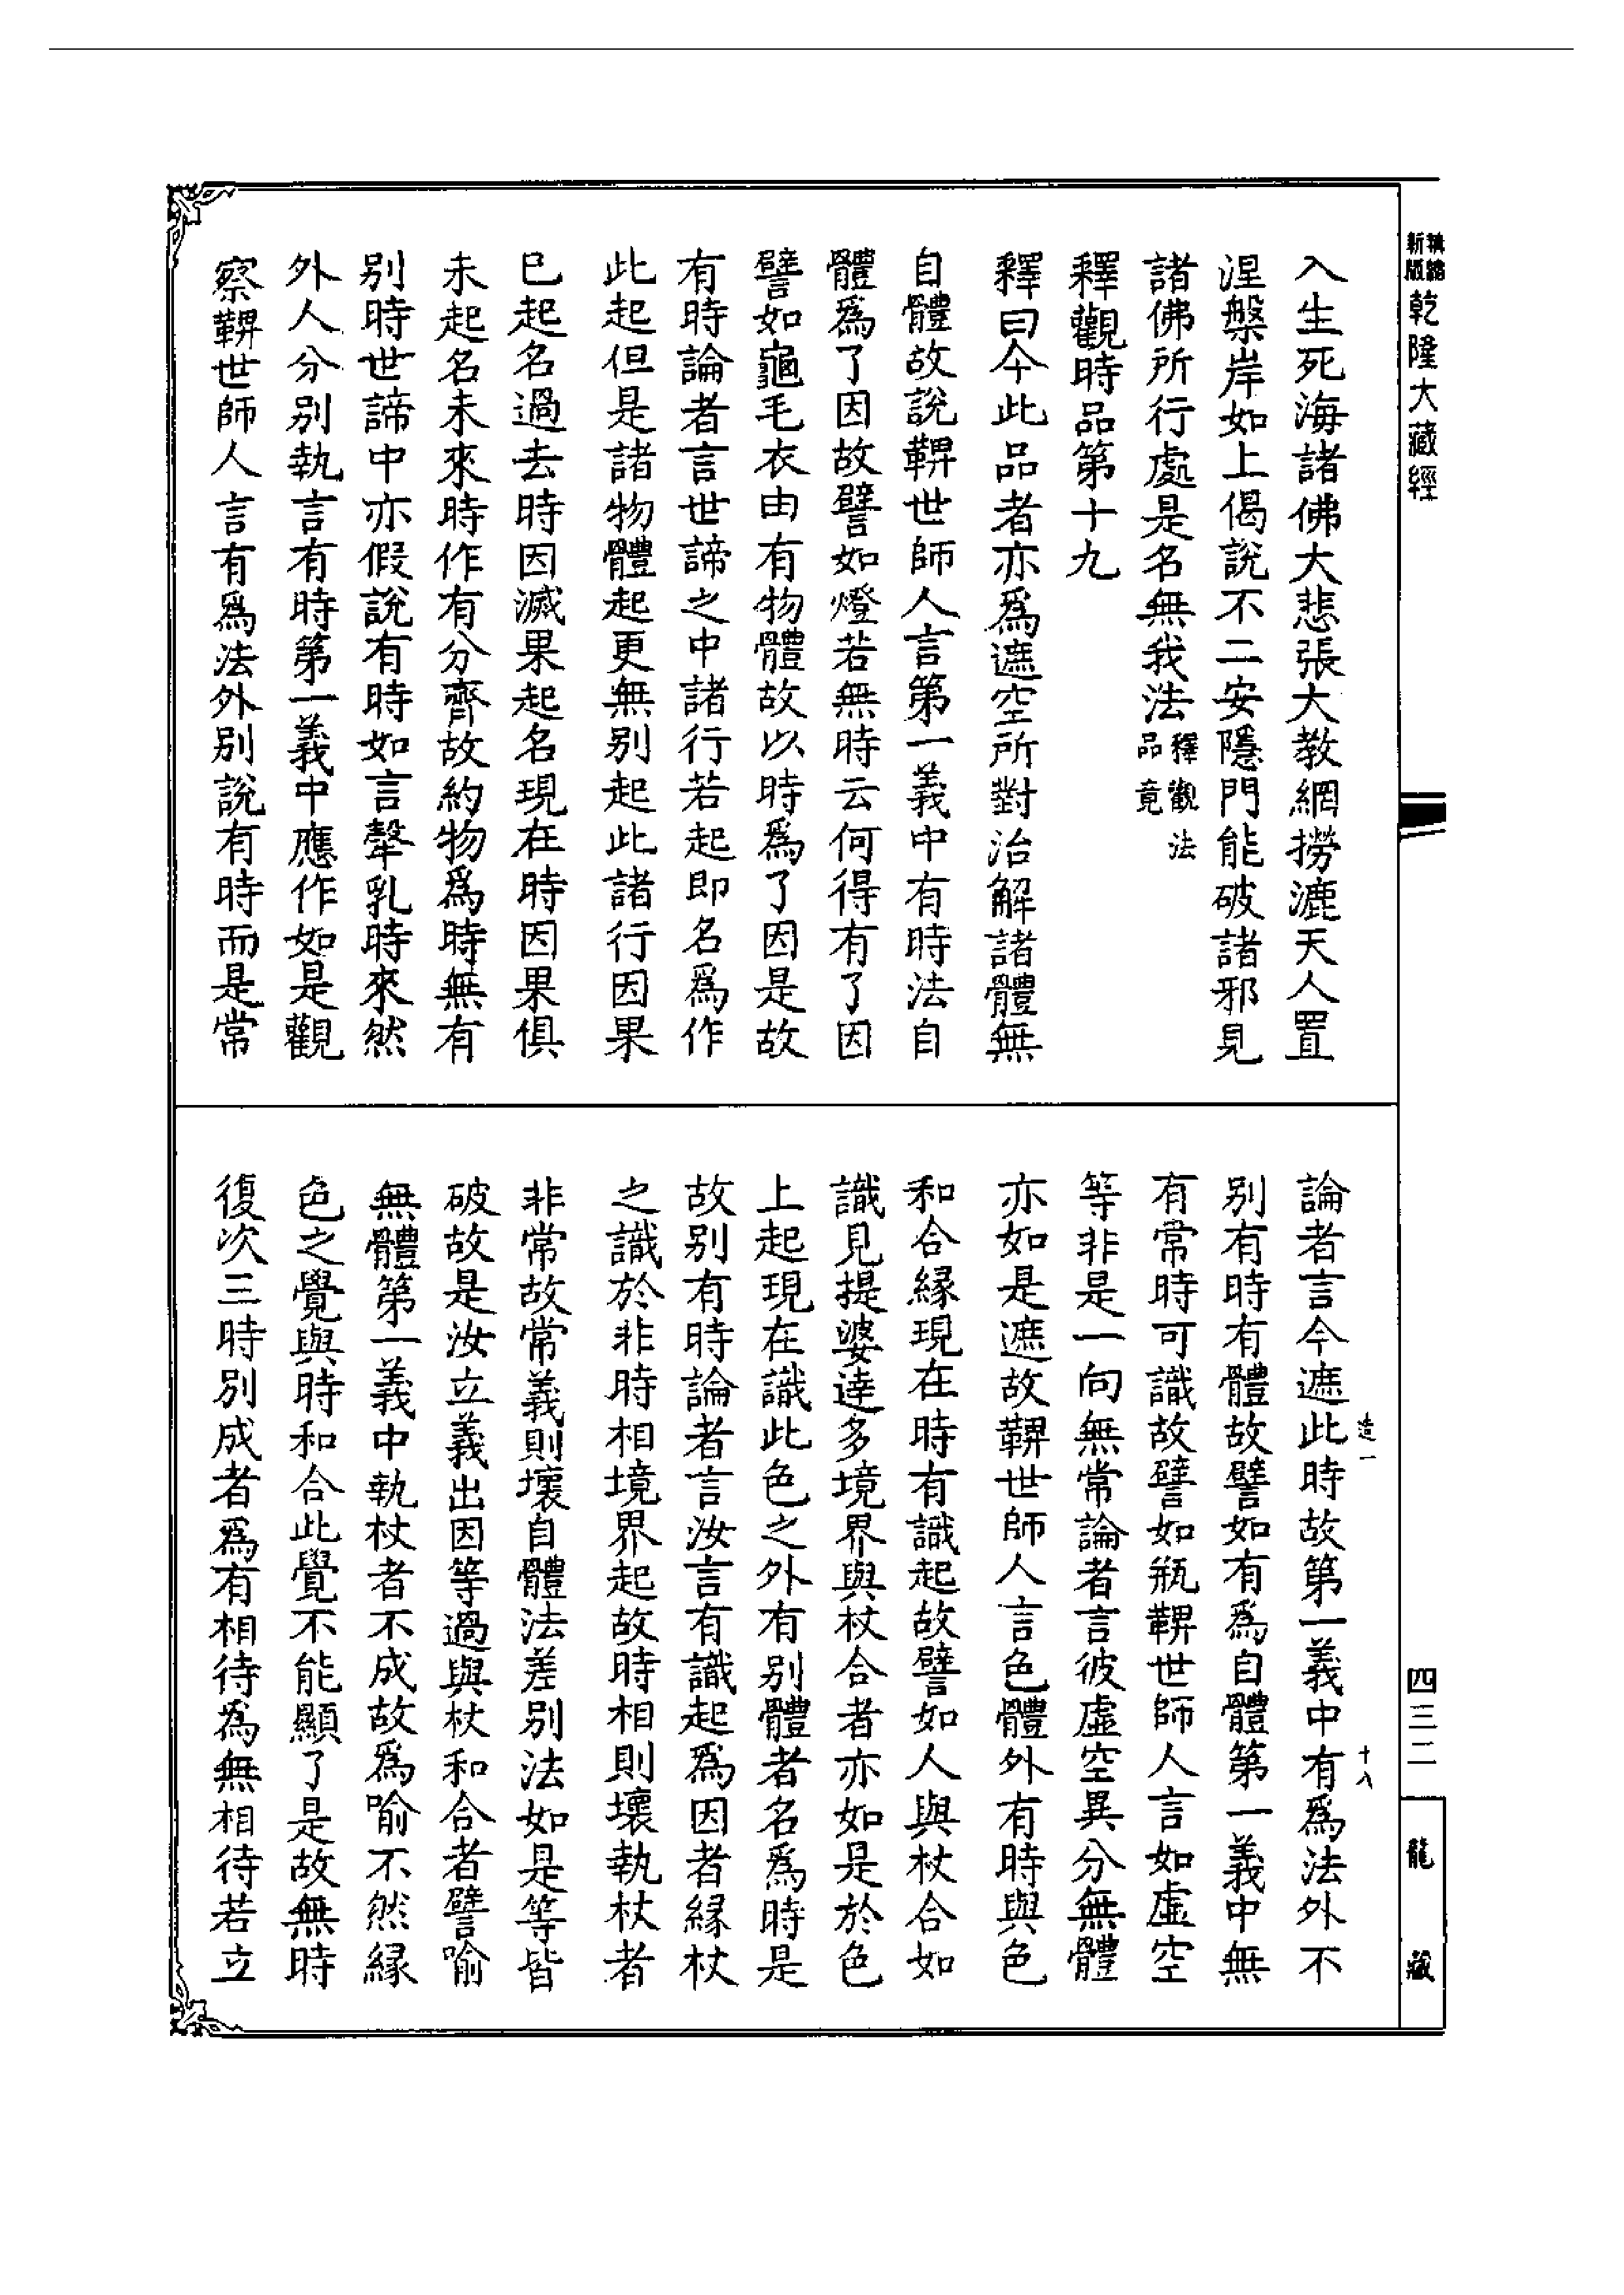 新版
乾隆大藏經
入生死海諸佛大悲張大教網撈漉天人置
涅槃岸如上偈說不二安隱門能破諸邪見
諸佛所行處是名無我法釋觀法品竟
釋觀時品第十九
釋曰今此品者亦爲遮空所對治解諸體無
自體故說鞞世師人言第一義中有時法自
體爲了因故譬如燈若無時云何得有了因
譬如龜毛衣由有物體故以時爲了因是故
有時論者言世諦之中諸行若起即名爲作
此起但是諸物體起更無別起此諸行因果
巳起名過去時因滅果起名現在時因果俱
未起名未來時作有分齊故約物爲時無有
別時世諦中亦假說有時如言犛乳時來然
外人分別執言有時第一義中應作如是觀
察鞞世師人言有爲法外別說有時而是常
論者言今遮此時故第一義中有爲法外不
別有時有體故譬如有爲自體第一義中無
有常時可識故譬如瓶鞞世師人言如虛空
等非是一向無常論者言彼虛空異分無體
亦如是遮故鞞世師人言色體外有時與色
和合緣現在時有識起故譬如人與杖合如
識見提婆達多境界與杖合者亦如是於色
上起現在識此色之外有別體者名爲時是
故別有時論者言汝言有識起爲因者緣杖
之識於非時相境界起故時相則壞執杖者
非常故常義則壞自體法差別法如是等皆
破故是汝立義出因等過與杖和合者譬喻
無體第一義中執杖者不成故爲喻不然緣
色之覺與時和合此覺不能顯了是故無時
復次三時別成者爲有相待爲無相待若立
造一
十八
四三二
龍藏